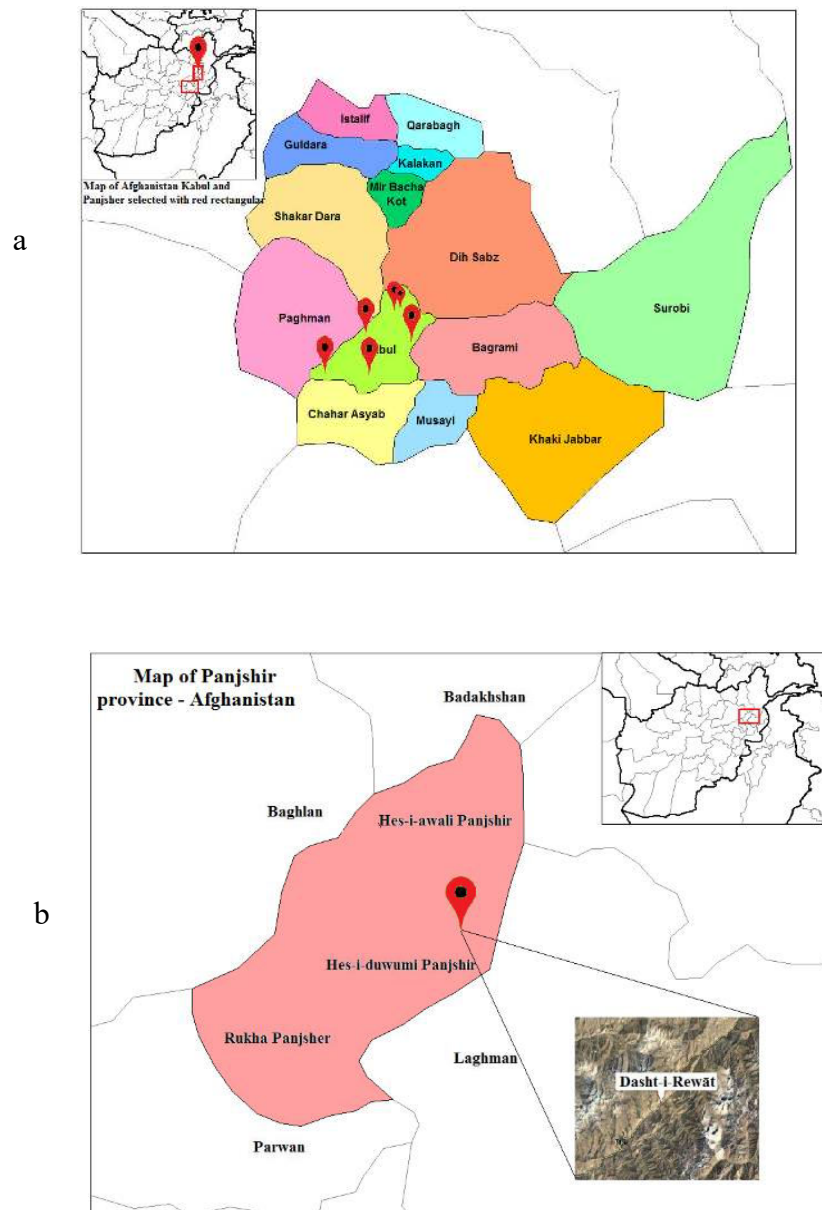 a
Map of Afghanistan Kabul and
Panjsher selected with red rectangular
Istalif
Qarabagh
Guldara
Kalakan
Mir Bacha
Kot
Shakar Dara
Dih Sabz
Surobi
Paghman
bul
Bagrami
Chahar Asyab
Musayi
Khaki Jabbar
b
Map of Panjshir
province - Afghanistan
Badakhshan
Baghlan
Hes-i-awali Panjshir
Hes-i-duwumi Panjshir
Rukha Panjsher
Laghman
Dasht-i-Rewāt
Parwan